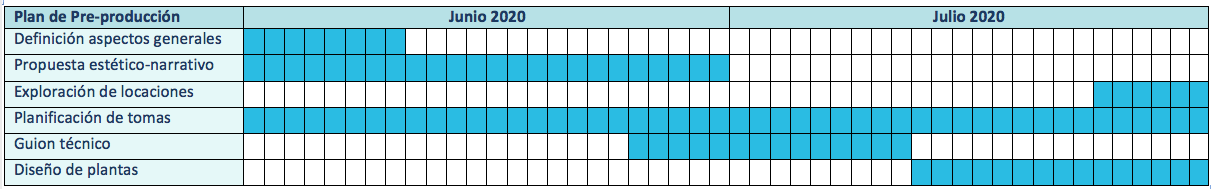 Plan de Pre-producción Junio 2020 Julio 2020
Definición aspectos generales
Propuesta estético-narrativo
Exploración de locaciones
Planificación de tomas
Guion técnico
Diseño de plantas